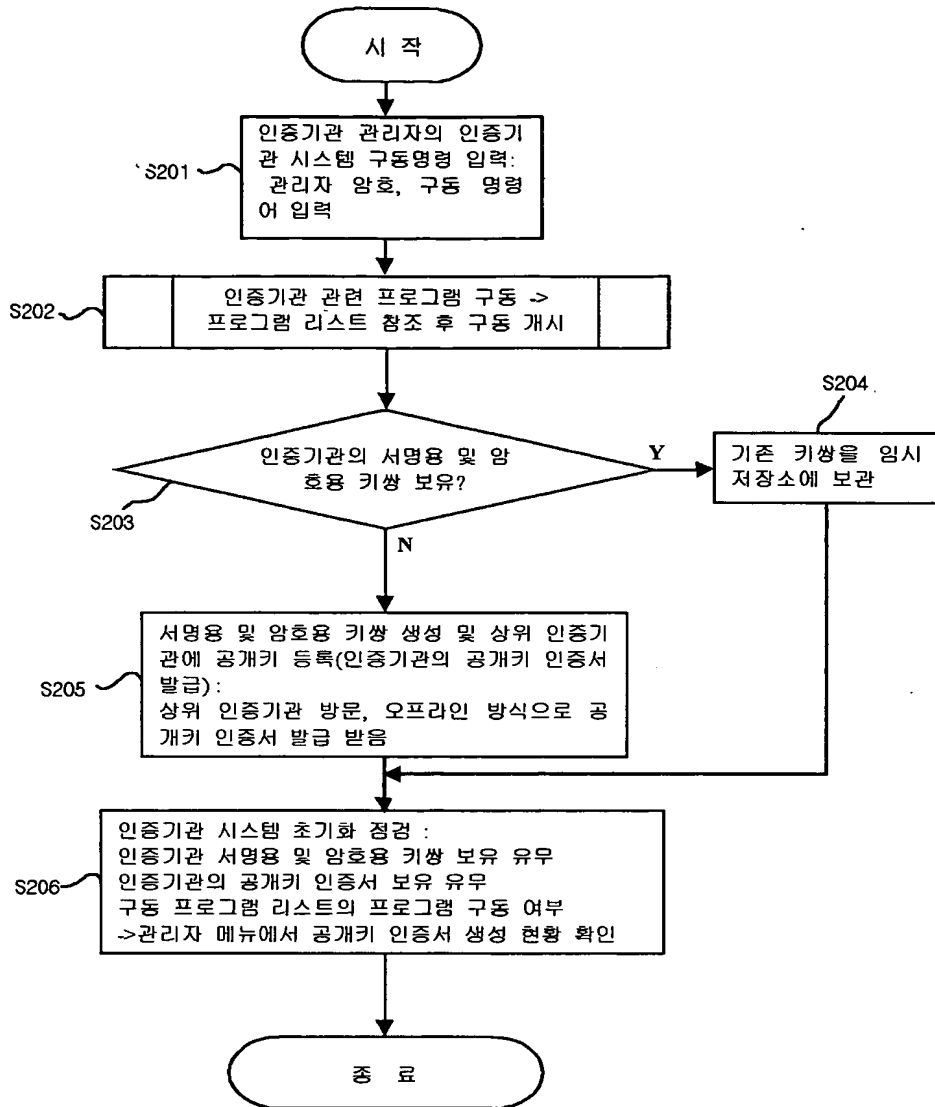 시 작
S201
인증기관 관리자의 인증기
관 시스템 구동명령 입력:
관리자 암호, 구동 명령
어 입력
S202
인증기관 관련 프로그램 구동 ->
프로그램 리스트 참조 후 구동 개시
S203
인증기관의 서명용 및 암
호용 키쌍 보유?
Y
N
S204
기존 키쌍을 임시
저장소에 보관
S205
서명용 및 암호용 키쌍 생성 및 상위 인증기
관에 공개키 등록(인증기관의 공개키 인증서
발급):
상위 인증기관 방문, 오프라인 방식으로 공
개키 인증서 발급 받음
S206
인증기관 시스템 초기화 점검 :
인증기관 서명용 및 암호용 키쌍 보유 유무
인증기관의 공개키 인증서 보유 유무
구동 프로그램 리스트의 프로그램 구동 여부
->관리자 메뉴에서 공개키 인증서 생성 현황 확인
종 료